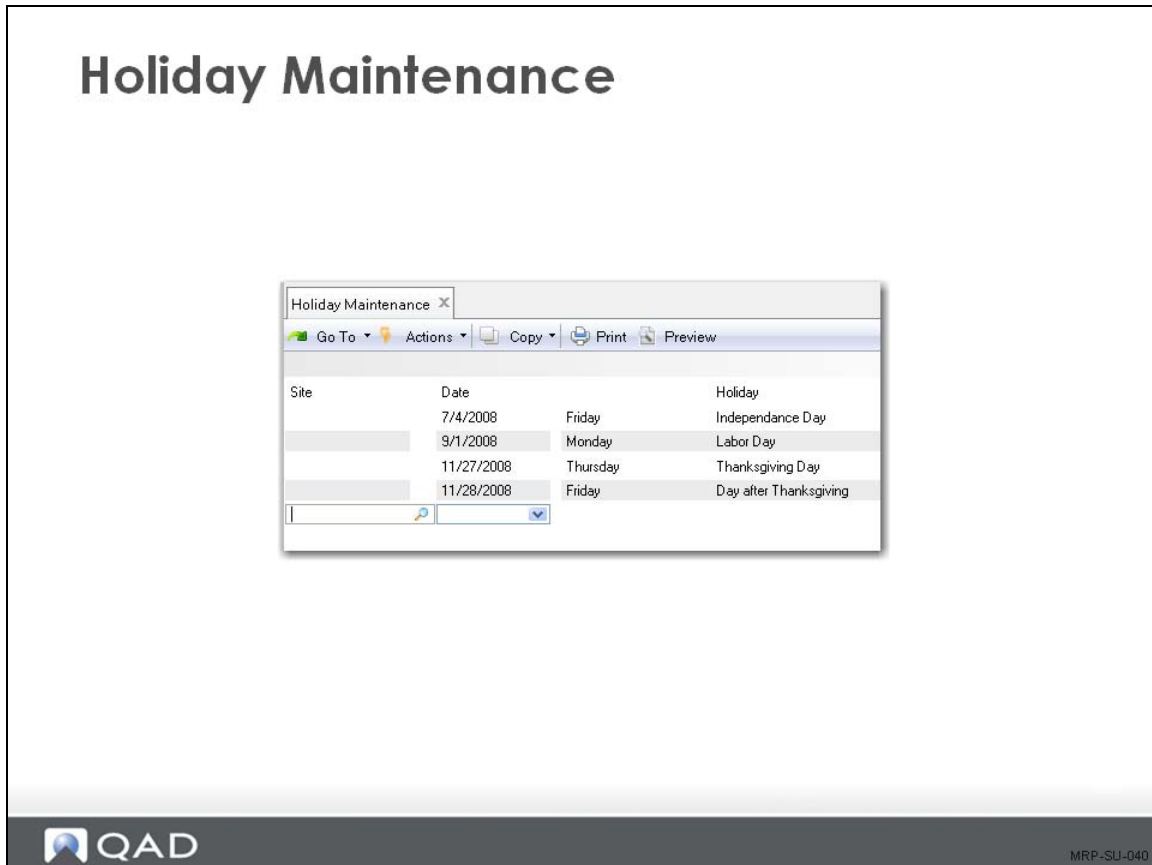 Holiday Maintenance
Holiday Maintenance
Go To Actions Copy Print Preview
Site Date Holiday
7/4/2008 Friday Independance Day
9/1/2008 Monday Labor Day
11/27/2008 Thursday Thanksgiving Day
11/28/2008 Friday Day after Thanksgiving
QAD
MRP-SU-040